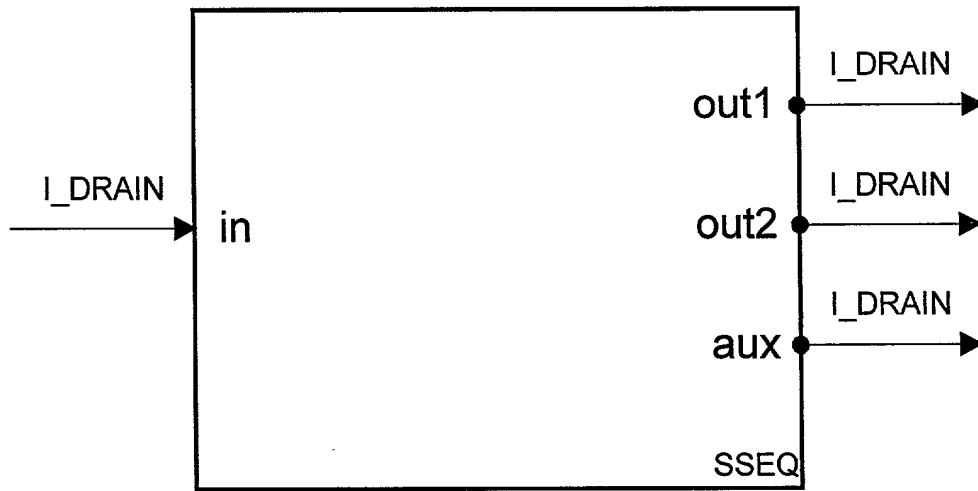 I_DRAIN
out1
I_DRAIN
in
I_DRAIN
out2
I_DRAIN
aux
SSEQ